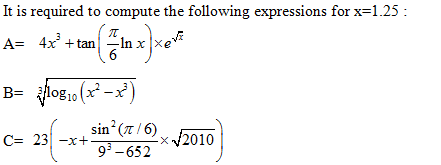 It is required to compute the following expressions for x=1.25 :
A= 4x³ + tan(π/6 − ln x) × e^√x
B= ∛log₁₀(x² − x³)
C= 23(−x + sin²(π / 6)/(9³ − 652) × √2010)